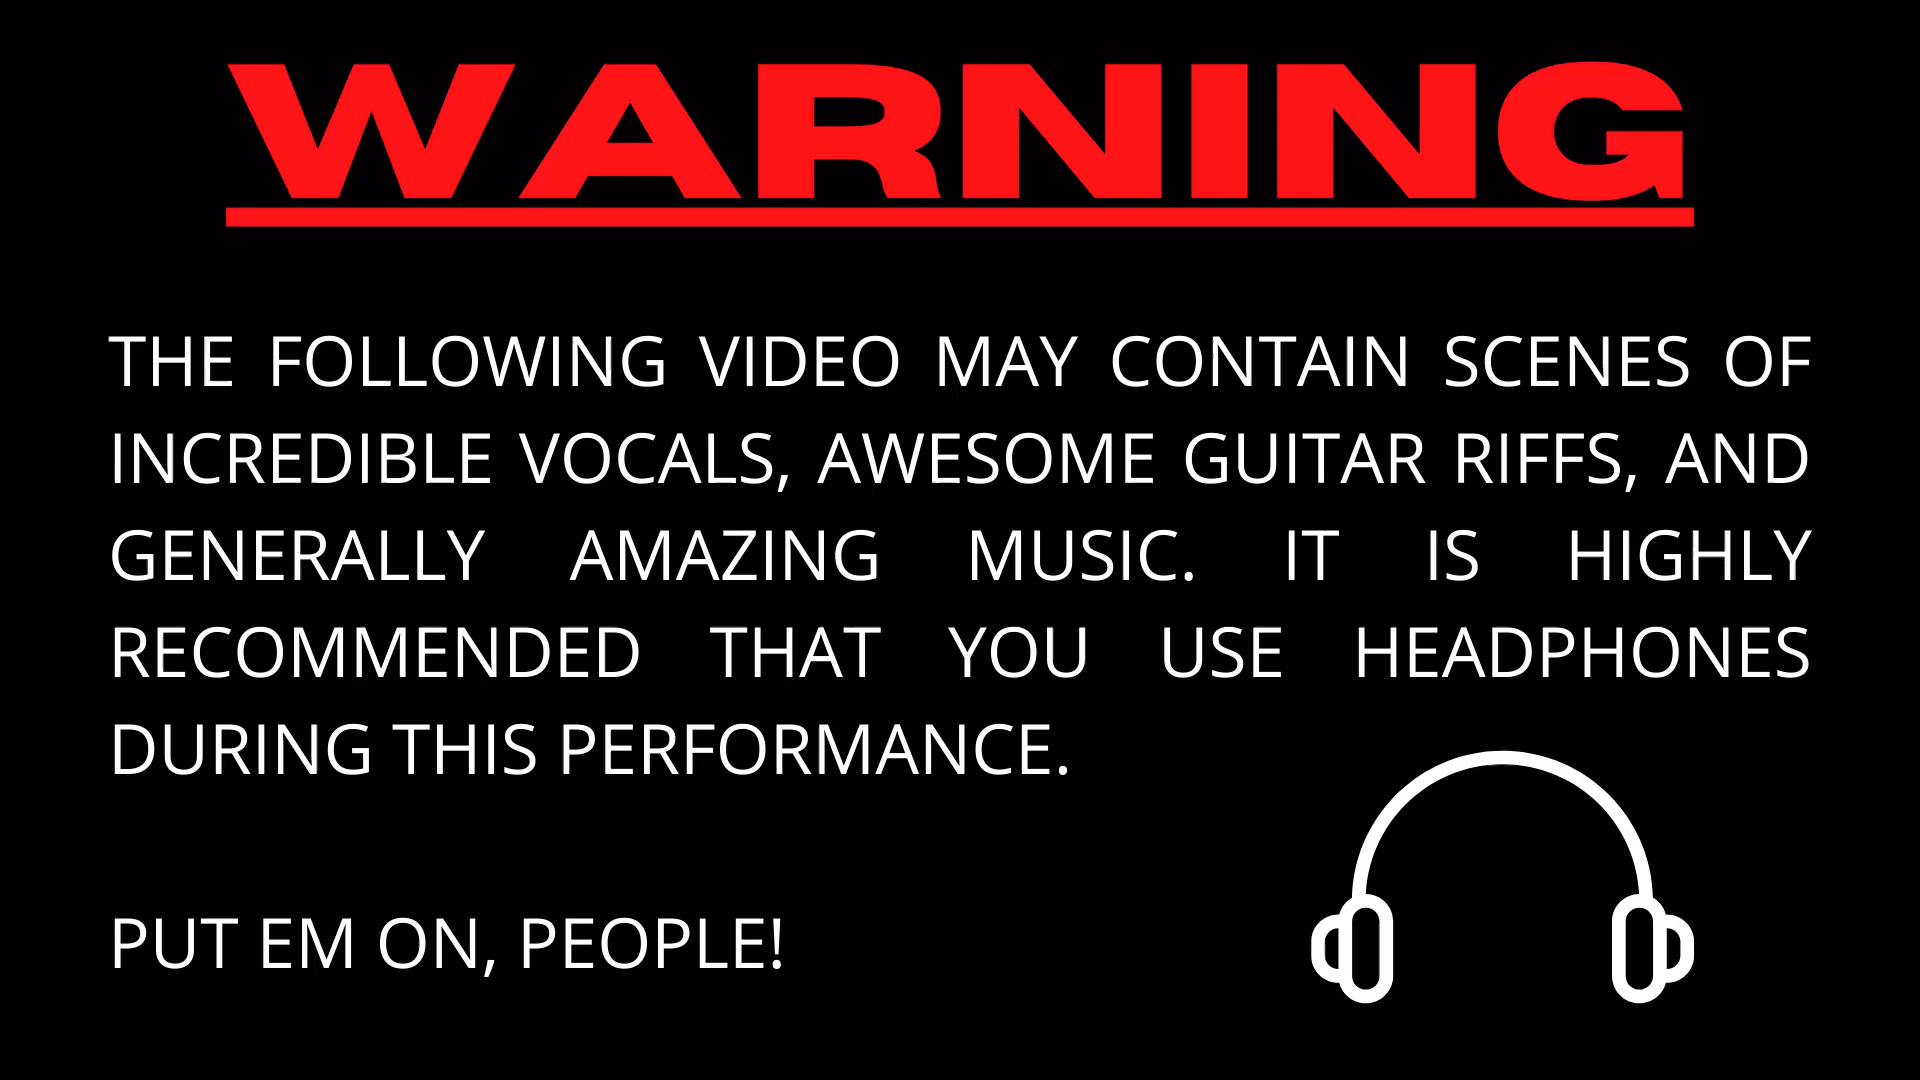 WARNING
THE FOLLOWING VIDEO MAY CONTAIN SCENES OF
INCREDIBLE VOCALS, AWESOME GUITAR RIFFS, AND
GENERALLY AMAZING MUSIC. IT IS HIGHLY
RECOMMENDED THAT YOU USE HEADPHONES
DURING THIS PERFORMANCE.
PUT EM ON, PEOPLE!